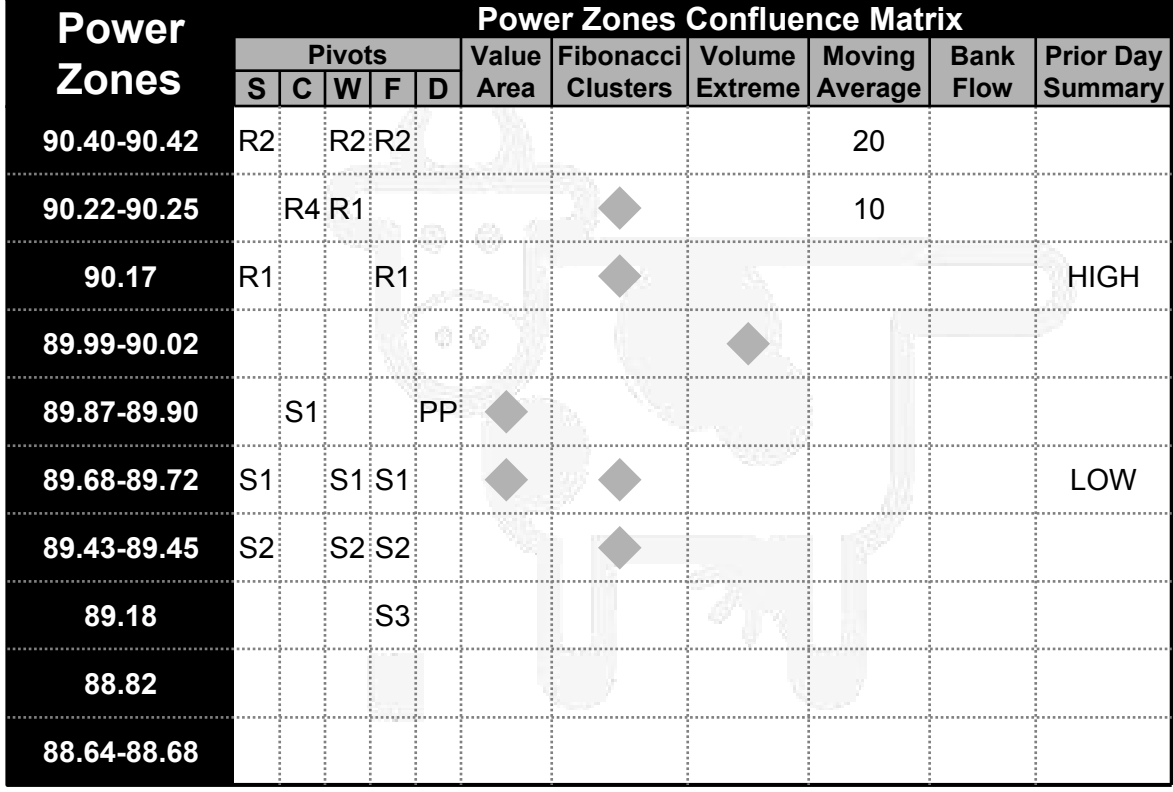 Power Zones Confluence Matrix
Power Zones
Pivots Value Area Fibonacci Clusters Volume Extreme Moving Average Bank Flow Prior Day Summary
S C W F D
90.40-90.42 R2 R2 R2 20
90.22-90.25 R4 R1 10
90.17 R1 R1 HIGH
89.99-90.02
89.87-89.90 S1 PP
89.68-89.72 S1 S1 S1 LOW
89.43-89.45 S2 S2 S2
89.18 S3
88.82
88.64-88.68